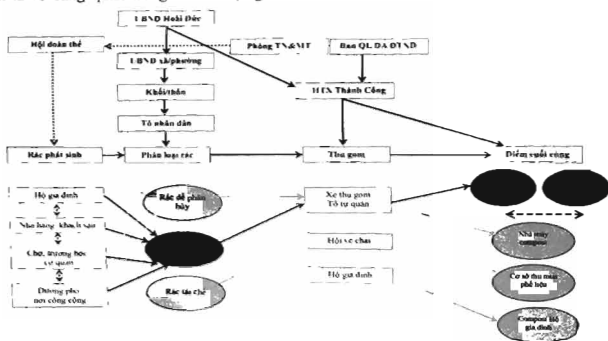 UBND Hoài Đức
Hội đoàn thể
Phòng TN&MT
Ban QLDA ĐTND
UBND xã/phường
Khối/thôn
HTX Thành Công
Tổ nhân dân
Rác phát sinh
Phân loại rác
Thu gom
Điểm cuối cùng
Hộ gia đình
Nhà hàng, khách sạn
Chợ, trường học
cơ quan
Đường phố
nơi công cộng
Rác dễ phân
hủy
Rác tái chế
Xe thu gom
Tổ tự quản
Hội ve chai
Hộ gia đình
Nhà máy
compost
Cơ sở thu mua
phế liệu
Compost Hộ
gia đình